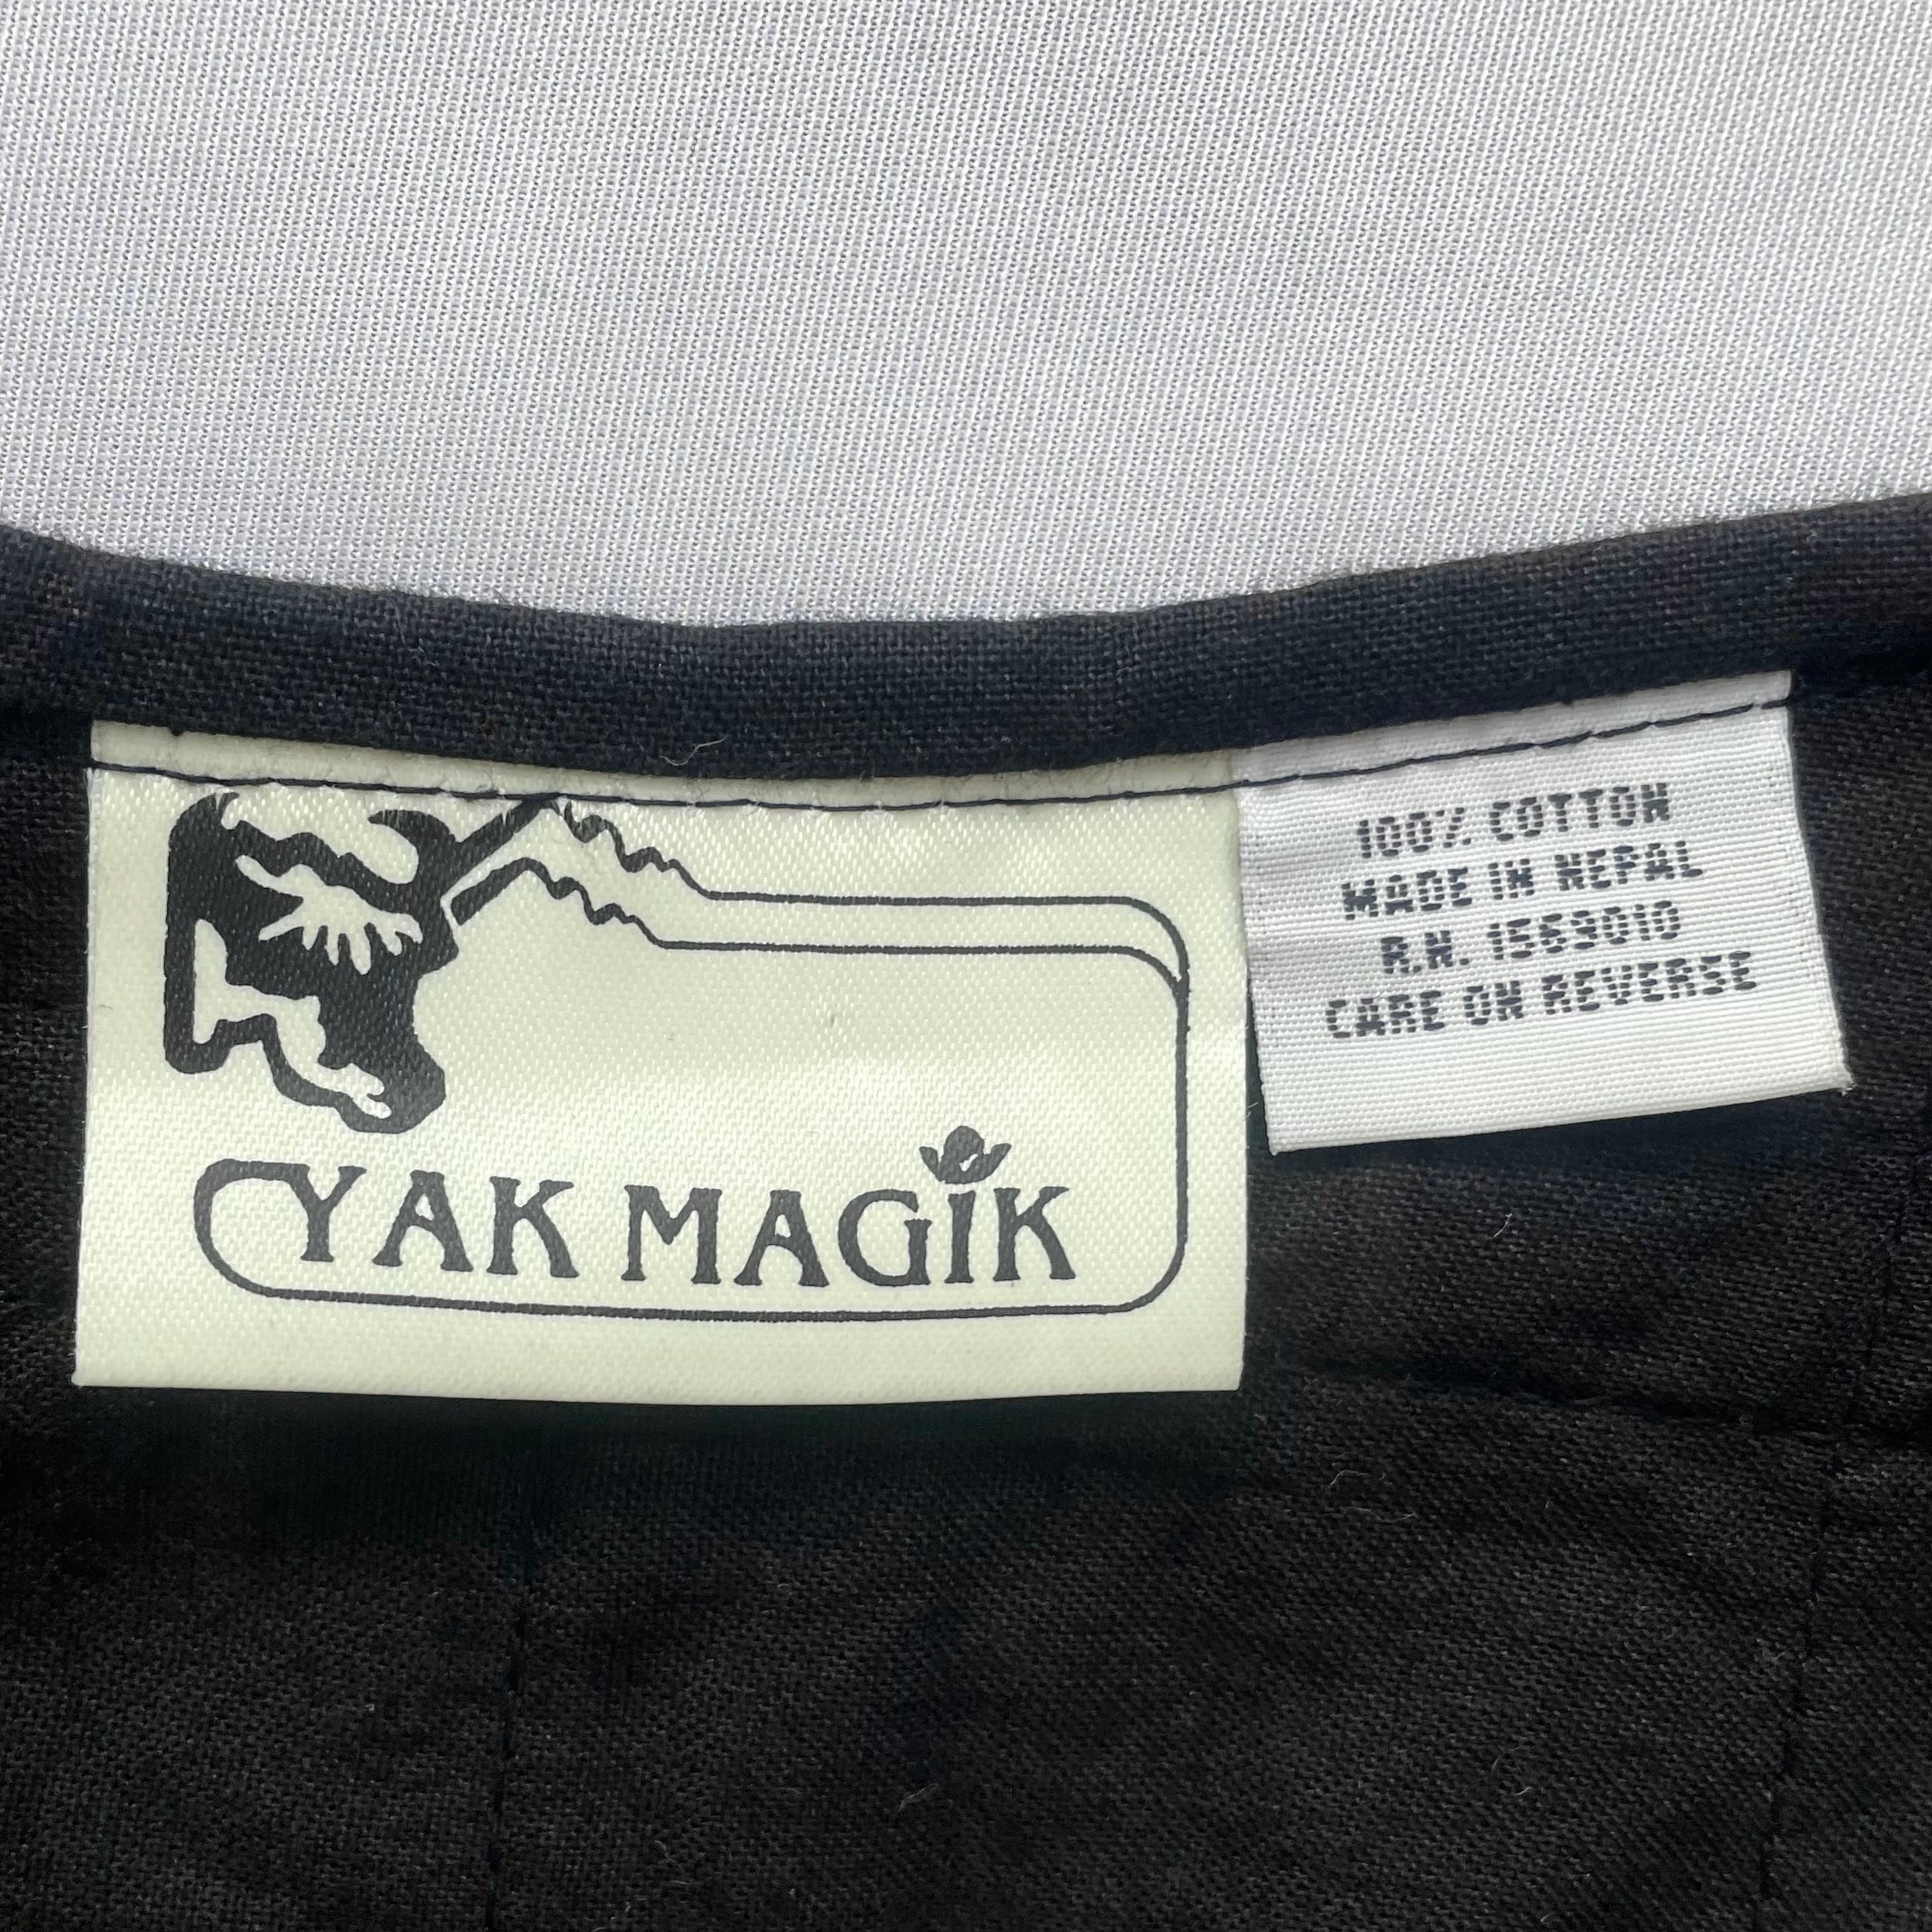 YAK MAGIK
100% COTTON
MADE IN NEPAL
R.N. 1569010
CARE ON REVERSE